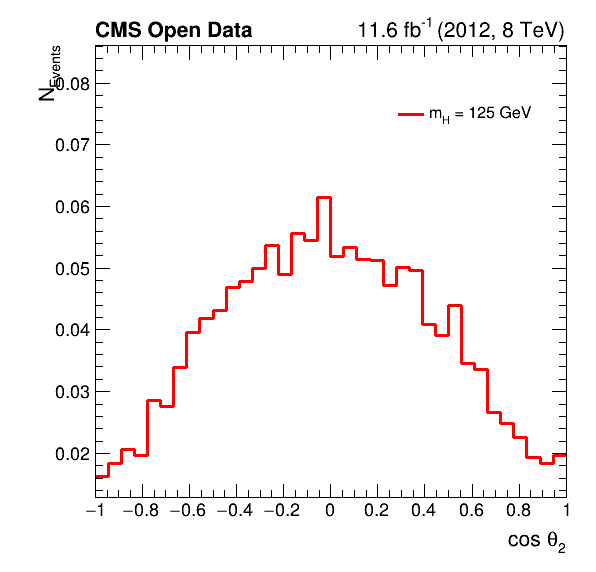 CMS Open Data 11.6 fb⁻¹ (2012, 8 TeV)
N_Events
m_H = 125 GeV
0.08
0.07
0.06
0.05
0.04
0.03
0.02
−1 −0.8 −0.6 −0.4 −0.2 0 0.2 0.4 0.6 0.8 1
cos θ₂